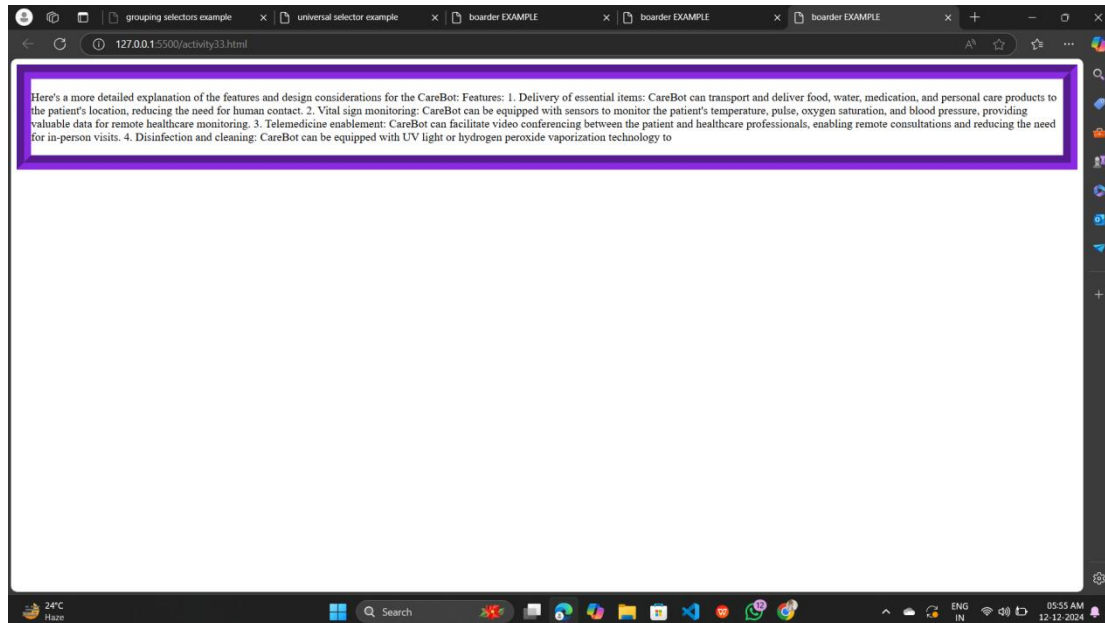 grouping selectors example
universal selector example
boarder EXAMPLE
boarder EXAMPLE
boarder EXAMPLE
127.0.0.1:5500/activity33.html
Here's a more detailed explanation of the features and design considerations for the CareBot: Features: 1. Delivery of essential items: CareBot can transport and deliver food, water, medication, and personal care products to
the patient's location, reducing the need for human contact. 2. Vital sign monitoring: CareBot can be equipped with sensors to monitor the patient's temperature, pulse, oxygen saturation, and blood pressure, providing
valuable data for remote healthcare monitoring. 3. Telemedicine enablement: CareBot can facilitate video conferencing between the patient and healthcare professionals, enabling remote consultations and reducing the need
for in-person visits. 4. Disinfection and cleaning: CareBot can be equipped with UV light or hydrogen peroxide vaporization technology to
24°C
Haze
Search
12
ENG
IN
05:55 AM
12-12-2024